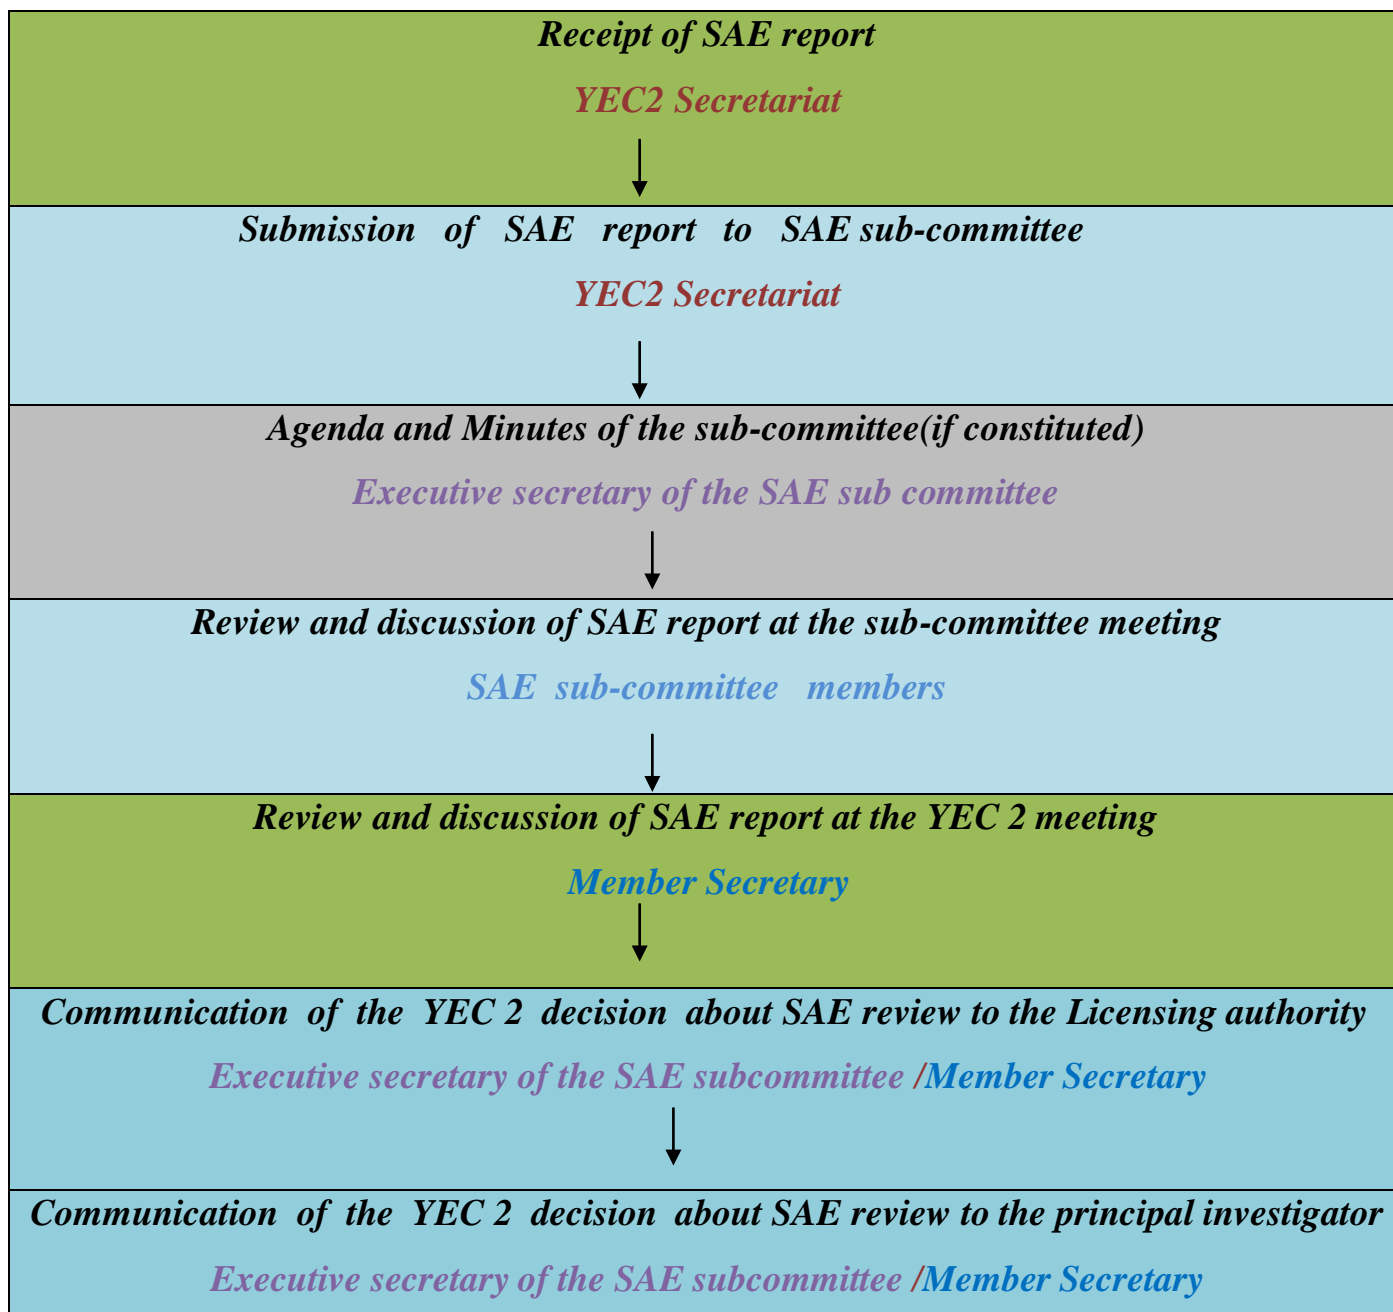 Receipt of SAE report
YEC2 Secretariat
Submission of SAE report to SAE sub-committee
YEC2 Secretariat
Agenda and Minutes of the sub-committee(if constituted)
Executive secretary of the SAE sub committee
Review and discussion of SAE report at the sub-committee meeting
SAE sub-committee members
Review and discussion of SAE report at the YEC 2 meeting
Member Secretary
Communication of the YEC 2 decision about SAE review to the Licensing authority
Executive secretary of the SAE subcommittee /Member Secretary
Communication of the YEC 2 decision about SAE review to the principal investigator
Executive secretary of the SAE subcommittee /Member Secretary